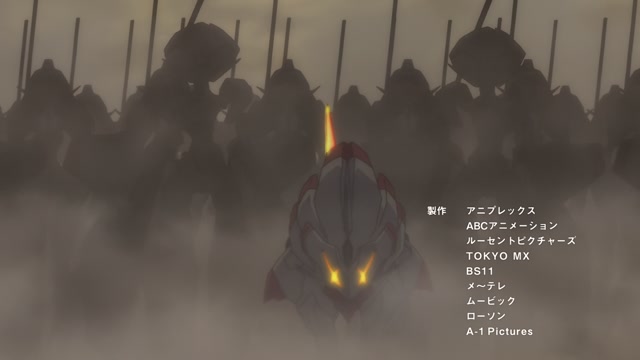 製作 アニプレックス
ABCアニメーション
ルーセントピクチャーズ
TOKYO MX
BS11
メ〜テレ
ムービック
ローソン
A-1 Pictures